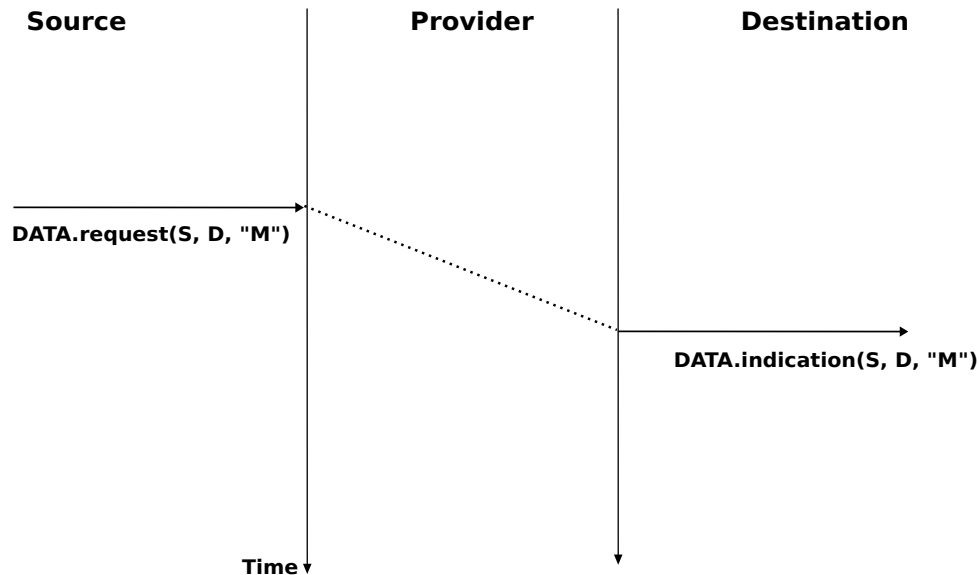 Source
Provider
Destination
DATA.request(S, D, "M")
DATA.indication(S, D, "M")
Time